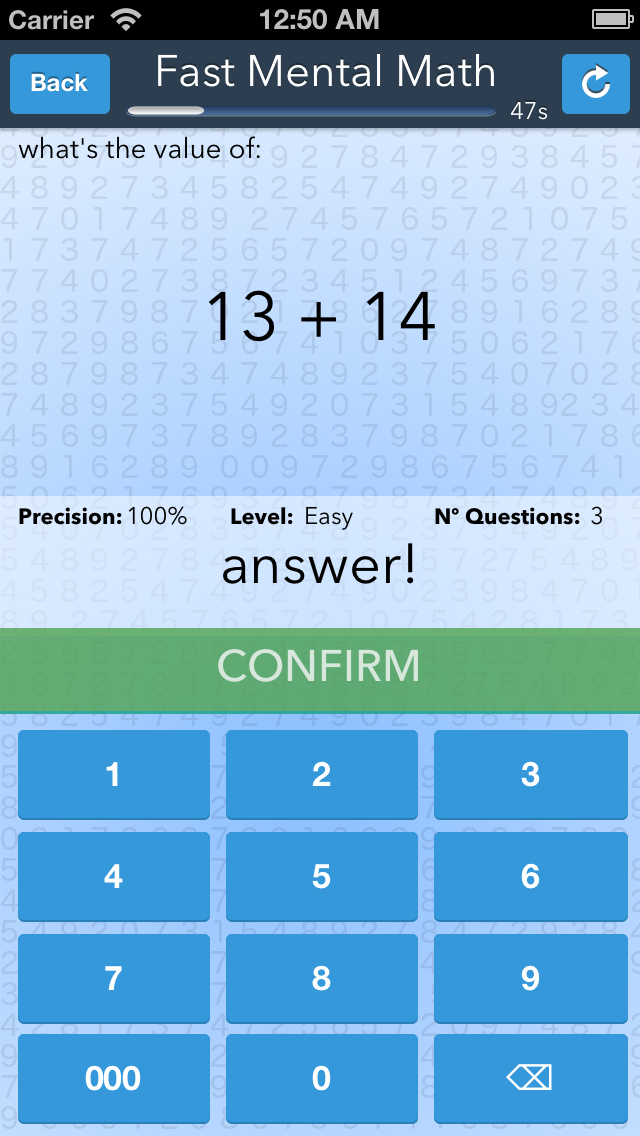 Carrier 12:50 AM
Back Fast Mental Math
47s
what's the value of:
13 + 14
Precision: 100% Level: Easy Nº Questions: 3
answer!
CONFIRM
1 2 3
4 5 6
7 8 9
000 0